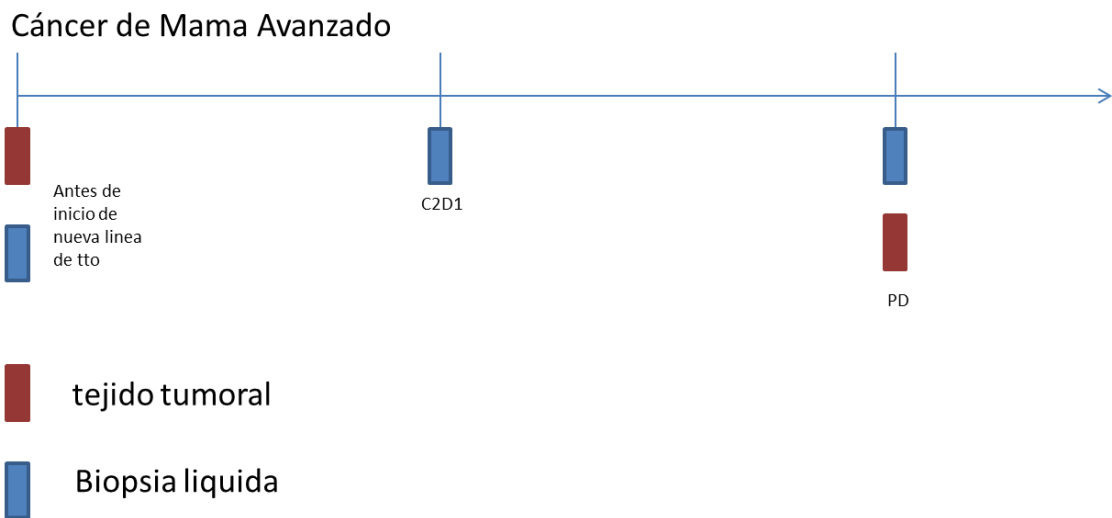 Cáncer de Mama Avanzado
Antes de
inicio de
nueva linea
de tto
C2D1
PD
tejido tumoral
Biopsia liquida